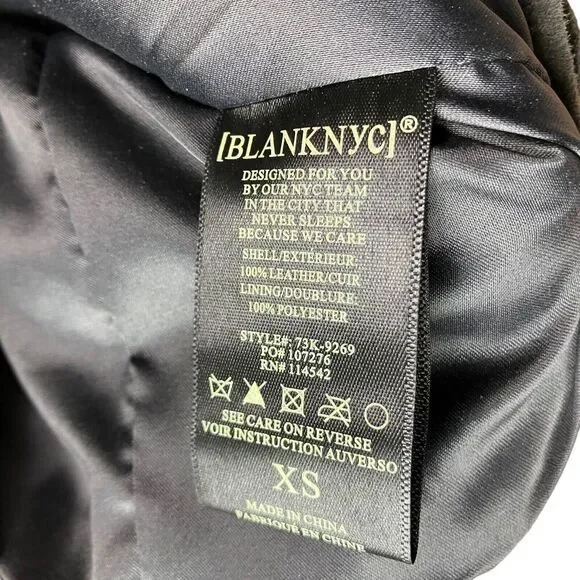 [BLANKNYC]®
DESIGNED FOR YOU
BY OUR NYC TEAM
IN THE CITY THAT
NEVER SLEEPS
BECAUSE WE CARE
SHELL/EXTERIEUR:
100% LEATHER/CUIR
LINING/DOUBLURE:
100% POLYESTER
STYLE#: 73K-9269
PO# 107276
RN# 114542
SEE CARE ON REVERSE
VOIR INSTRUCTION AUVERSO
XS
MADE IN CHINA
FABRIQUE EN CHINE